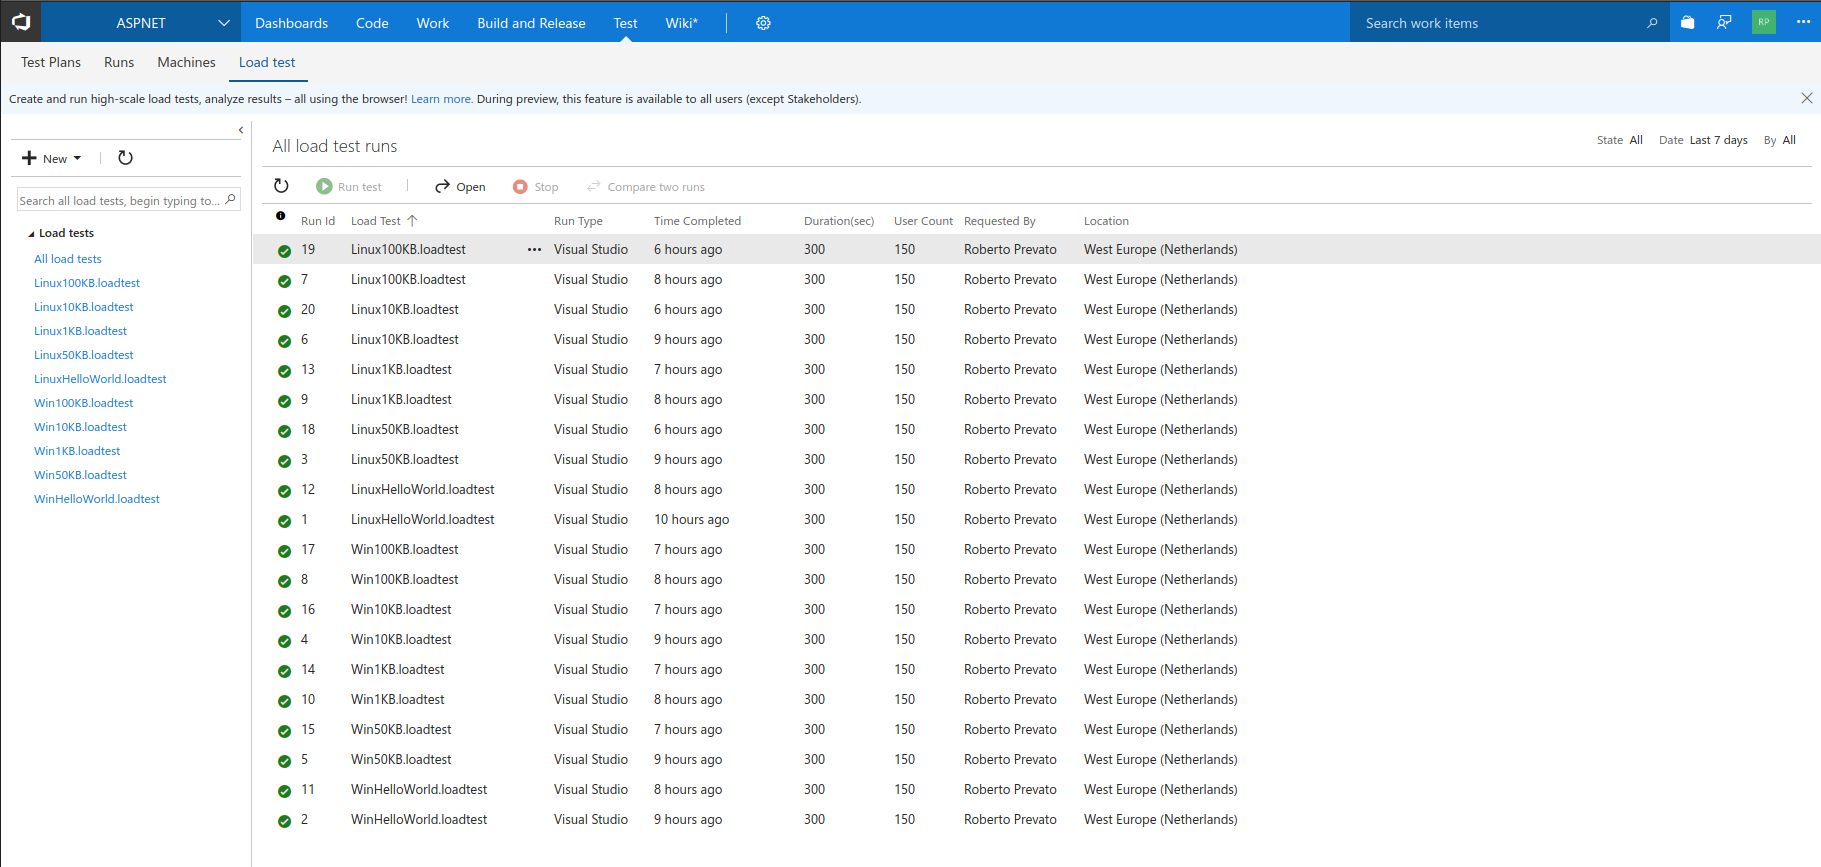 ASPNET Dashboards Code Work Build and Release Test Wiki* Search work items RP
Test Plans Runs Machines Load test
Create and run high-scale load tests, analyze results – all using the browser! Learn more. During preview, this feature is available to all users (except Stakeholders).
New
Search all load tests, begin typing to...
Load tests
All load tests
Linux100KB.loadtest
Linux10KB.loadtest
Linux1KB.loadtest
Linux50KB.loadtest
LinuxHelloWorld.loadtest
Win100KB.loadtest
Win10KB.loadtest
Win1KB.loadtest
Win50KB.loadtest
WinHelloWorld.loadtest
All load test runs State All Date Last 7 days By All
Run test Open Stop Compare two runs
Run Id Load Test Run Type Time Completed Duration(sec) User Count Requested By Location
19 Linux100KB.loadtest ••• Visual Studio 6 hours ago 300 150 Roberto Prevato West Europe (Netherlands)
7 Linux100KB.loadtest Visual Studio 8 hours ago 300 150 Roberto Prevato West Europe (Netherlands)
20 Linux10KB.loadtest Visual Studio 6 hours ago 300 150 Roberto Prevato West Europe (Netherlands)
6 Linux10KB.loadtest Visual Studio 9 hours ago 300 150 Roberto Prevato West Europe (Netherlands)
13 Linux1KB.loadtest Visual Studio 7 hours ago 300 150 Roberto Prevato West Europe (Netherlands)
9 Linux1KB.loadtest Visual Studio 8 hours ago 300 150 Roberto Prevato West Europe (Netherlands)
18 Linux50KB.loadtest Visual Studio 6 hours ago 300 150 Roberto Prevato West Europe (Netherlands)
3 Linux50KB.loadtest Visual Studio 9 hours ago 300 150 Roberto Prevato West Europe (Netherlands)
12 LinuxHelloWorld.loadtest Visual Studio 8 hours ago 300 150 Roberto Prevato West Europe (Netherlands)
1 LinuxHelloWorld.loadtest Visual Studio 10 hours ago 300 150 Roberto Prevato West Europe (Netherlands)
17 Win100KB.loadtest Visual Studio 7 hours ago 300 150 Roberto Prevato West Europe (Netherlands)
8 Win100KB.loadtest Visual Studio 8 hours ago 300 150 Roberto Prevato West Europe (Netherlands)
16 Win10KB.loadtest Visual Studio 7 hours ago 300 150 Roberto Prevato West Europe (Netherlands)
4 Win10KB.loadtest Visual Studio 9 hours ago 300 150 Roberto Prevato West Europe (Netherlands)
14 Win1KB.loadtest Visual Studio 7 hours ago 300 150 Roberto Prevato West Europe (Netherlands)
10 Win1KB.loadtest Visual Studio 8 hours ago 300 150 Roberto Prevato West Europe (Netherlands)
15 Win50KB.loadtest Visual Studio 7 hours ago 300 150 Roberto Prevato West Europe (Netherlands)
5 Win50KB.loadtest Visual Studio 9 hours ago 300 150 Roberto Prevato West Europe (Netherlands)
11 WinHelloWorld.loadtest Visual Studio 8 hours ago 300 150 Roberto Prevato West Europe (Netherlands)
2 WinHelloWorld.loadtest Visual Studio 9 hours ago 300 150 Roberto Prevato West Europe (Netherlands)